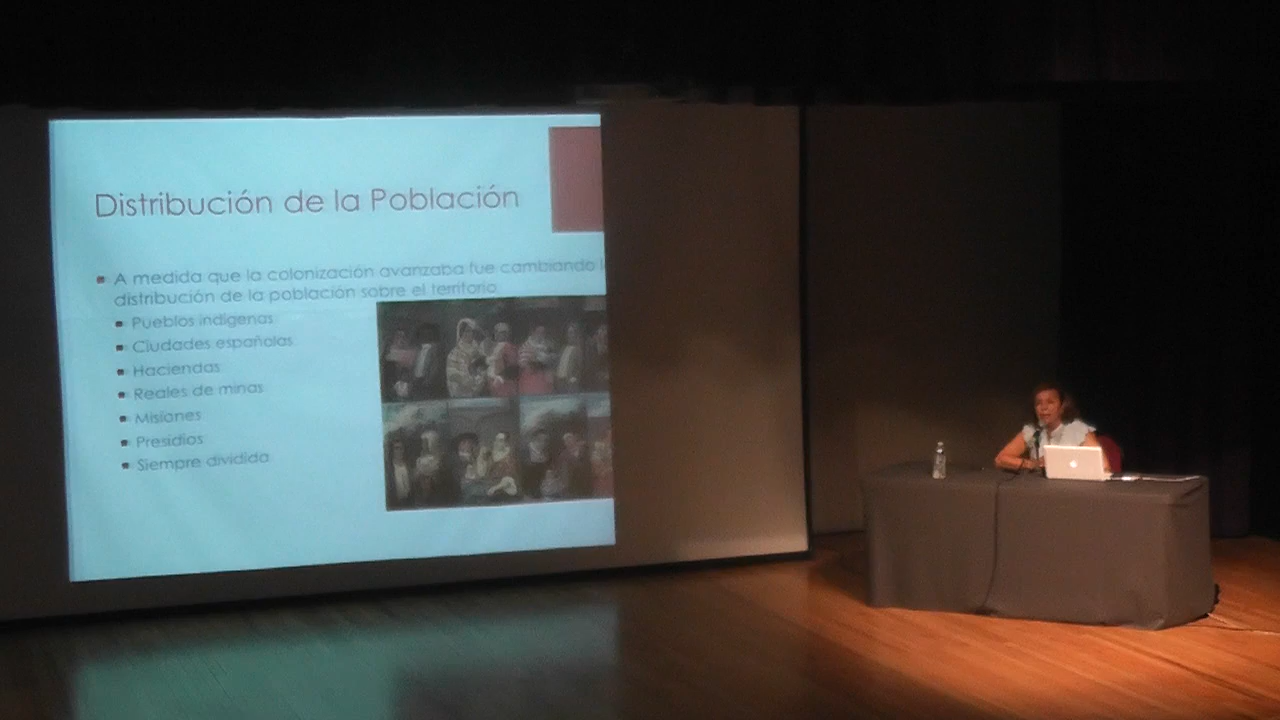 Distribución de la Población
A medida que la colonización avanzaba fue cambiando l
distribución de la población sobre el territorio
Pueblos indígenas
Ciudades españolas
Haciendas
Reales de minas
Misiones
Presidios
Siempre dividida